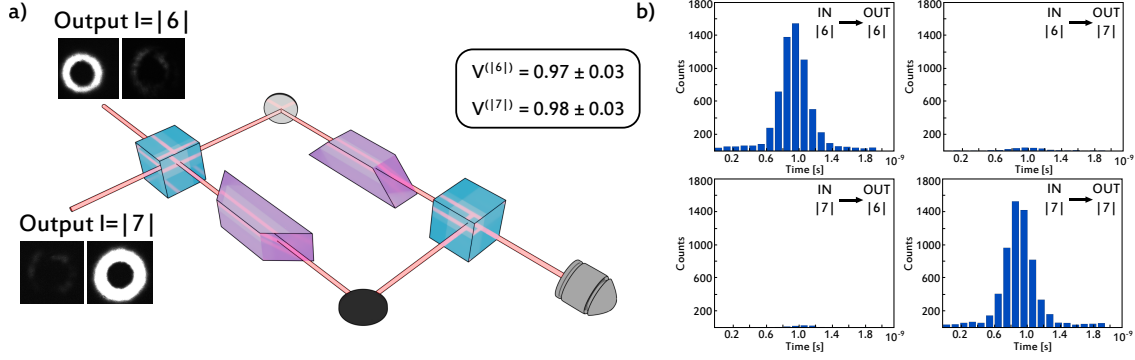 a)
Output l=|6|
V(|6|) = 0.97 ± 0.03
V(|7|) = 0.98 ± 0.03
Output l=|7|
b)
1800
1400
1000
600
200
Counts
IN OUT
|6| |6|
0.2 0.6 1.0 1.4 1.8
10-9
Time [s]
1800
1400
1000
600
200
Counts
IN OUT
|6| |7|
0.2 0.6 1.0 1.4 1.8
10-9
Time [s]
1800
1400
1000
600
200
Counts
IN OUT
|7| |6|
0.2 0.6 1.0 1.4 1.8
10-9
Time [s]
1800
1400
1000
600
200
Counts
IN OUT
|7| |7|
0.2 0.6 1.0 1.4 1.8
10-9
Time [s]